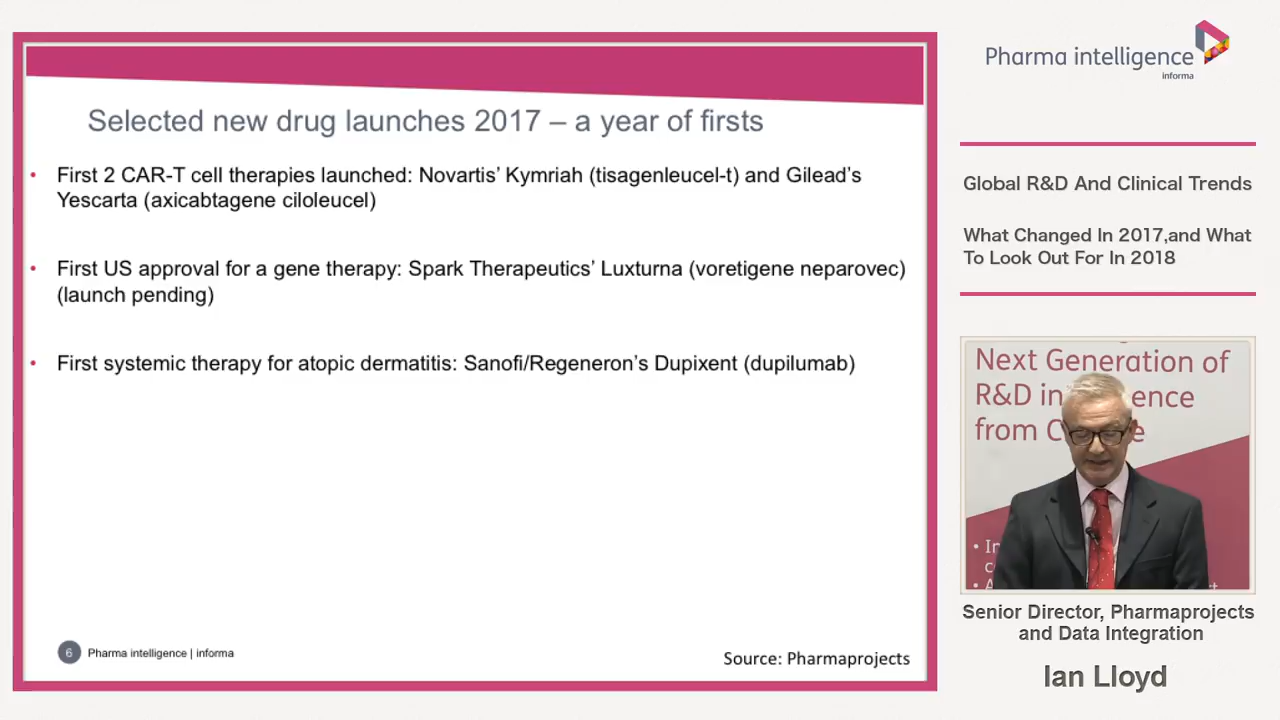 Selected new drug launches 2017 – a year of firsts
• First 2 CAR-T cell therapies launched: Novartis’ Kymriah (tisagenleucel-t) and Gilead’s
Yescarta (axicabtagene ciloleucel)
• First US approval for a gene therapy: Spark Therapeutics’ Luxturna (voretigene neparovec)
(launch pending)
• First systemic therapy for atopic dermatitis: Sanofi/Regeneron’s Dupixent (dupilumab)
6 Pharma intelligence | informa
Source: Pharmaprojects
Pharma intelligence
informa
Global R&D And Clinical Trends
What Changed In 2017,and What
To Look Out For In 2018
Next Generation of
R&D in ence
from C e
Senior Director, Pharmaprojects
and Data Integration
Ian Lloyd